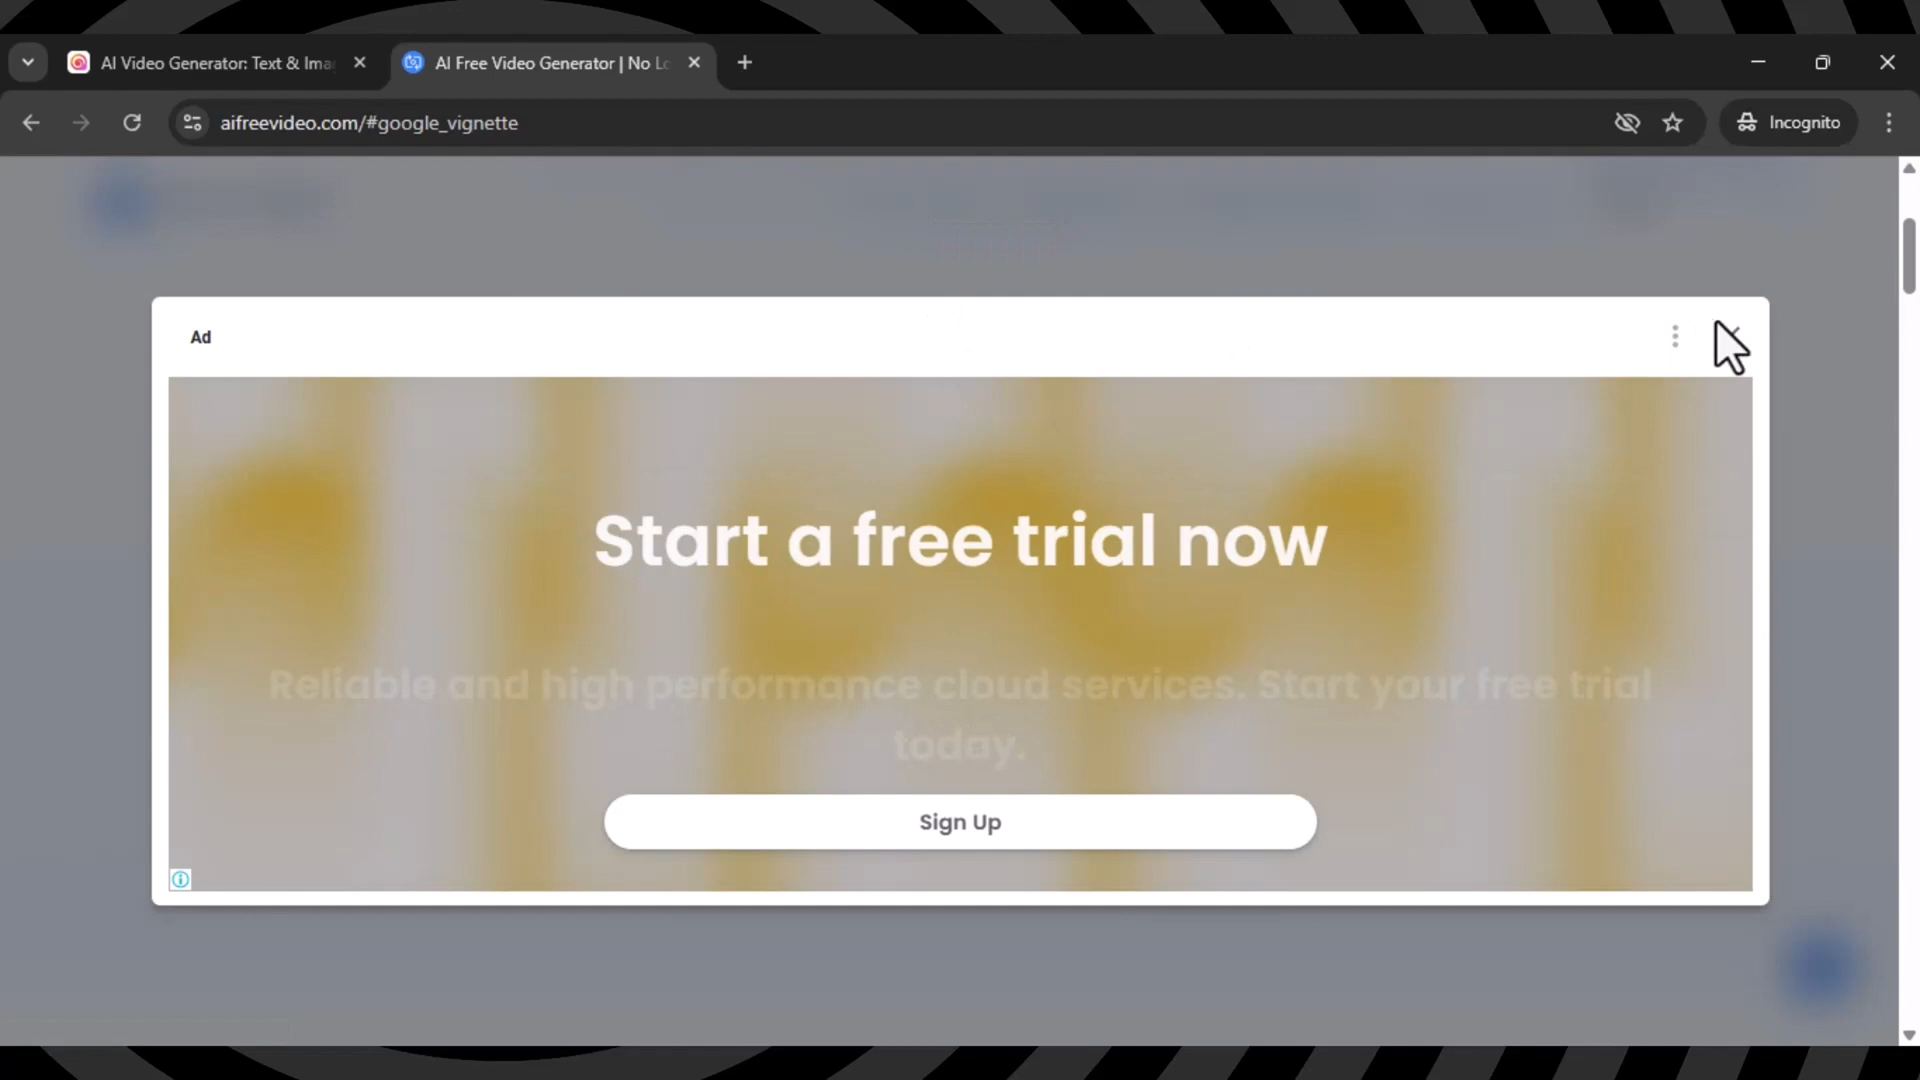 AI Video Generator: Text & Ima
AI Free Video Generator | No Lo
aifreevideo.com/#google_vignette
Incognito
Ad
Start a free trial now
Reliable and high performance cloud services. Start your free trial
today.
Sign Up